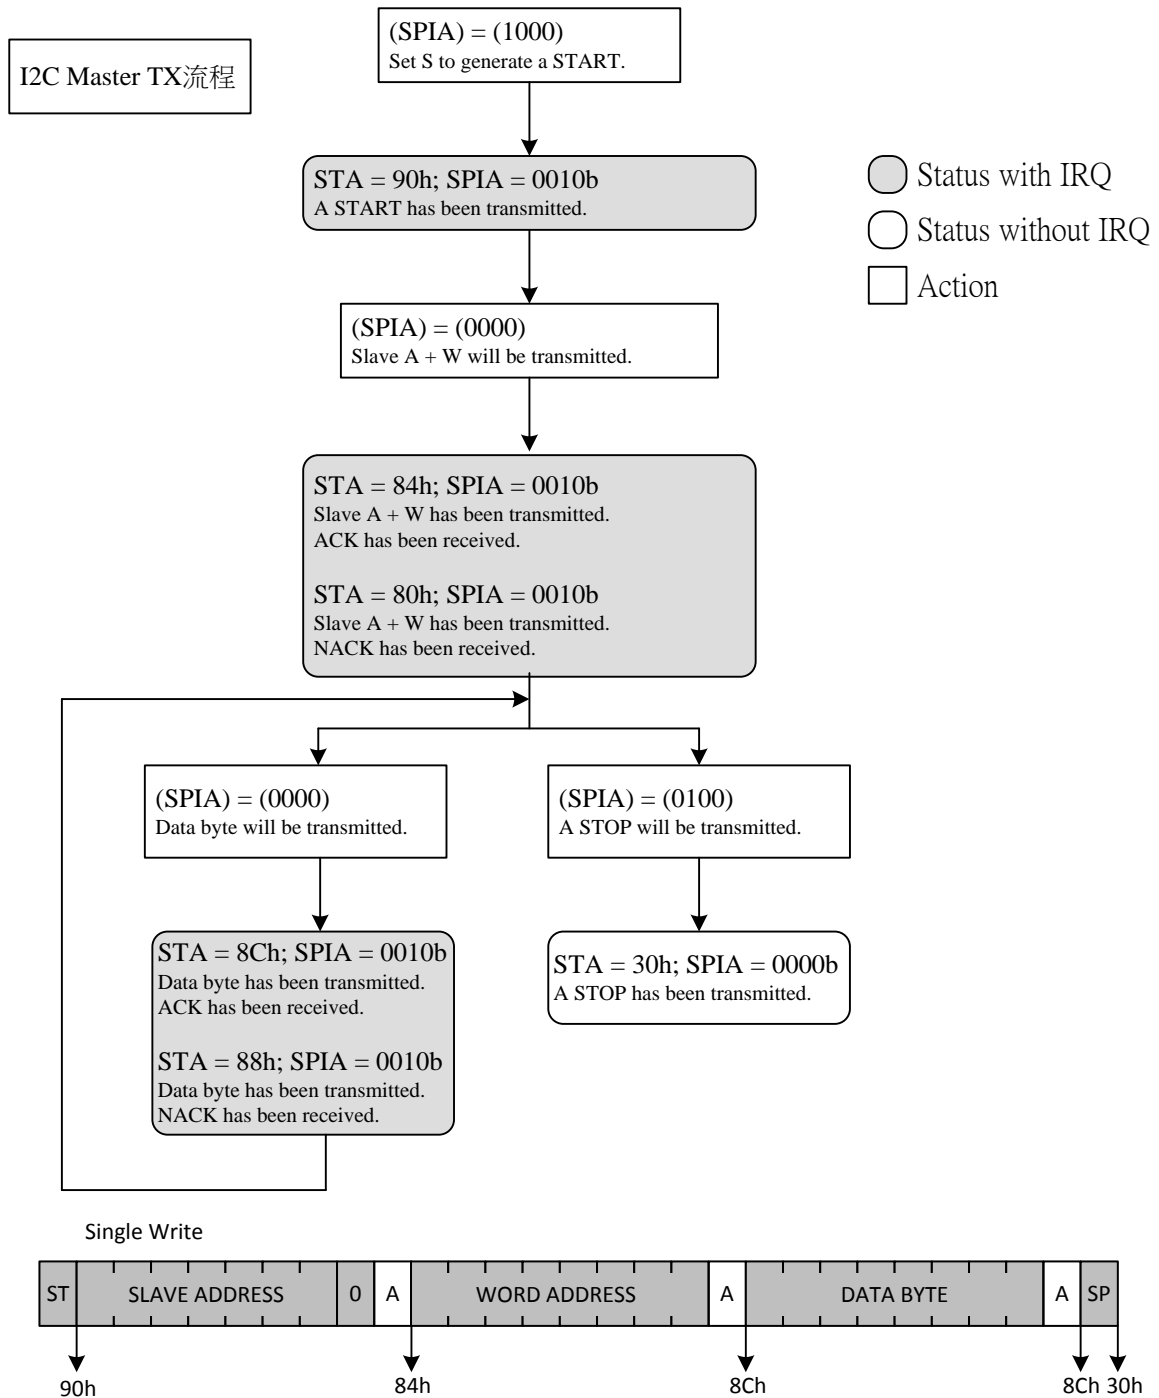 (SPIA) = (1000)
Set S to generate a START.
I2C Master TX流程
STA = 90h; SPIA = 0010b
A START has been transmitted.
Status with IRQ
Status without IRQ
Action
(SPIA) = (0000)
Slave A + W will be transmitted.
STA = 84h; SPIA = 0010b
Slave A + W has been transmitted.
ACK has been received.
STA = 80h; SPIA = 0010b
Slave A + W has been transmitted.
NACK has been received.
(SPIA) = (0000)
Data byte will be transmitted.
(SPIA) = (0100)
A STOP will be transmitted.
STA = 8Ch; SPIA = 0010b
Data byte has been transmitted.
ACK has been received.
STA = 88h; SPIA = 0010b
Data byte has been transmitted.
NACK has been received.
STA = 30h; SPIA = 0000b
A STOP has been transmitted.
Single Write
ST SLAVE ADDRESS 0 A WORD ADDRESS A DATA BYTE A SP
90h 84h 8Ch 8Ch 30h